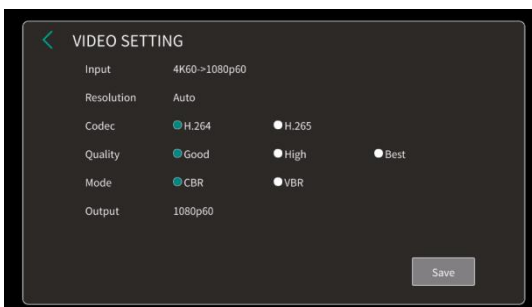 VIDEO SETTING
Input 4K60->1080p60
Resolution Auto
Codec H.264 H.265
Quality Good High Best
Mode CBR VBR
Output 1080p60
Save